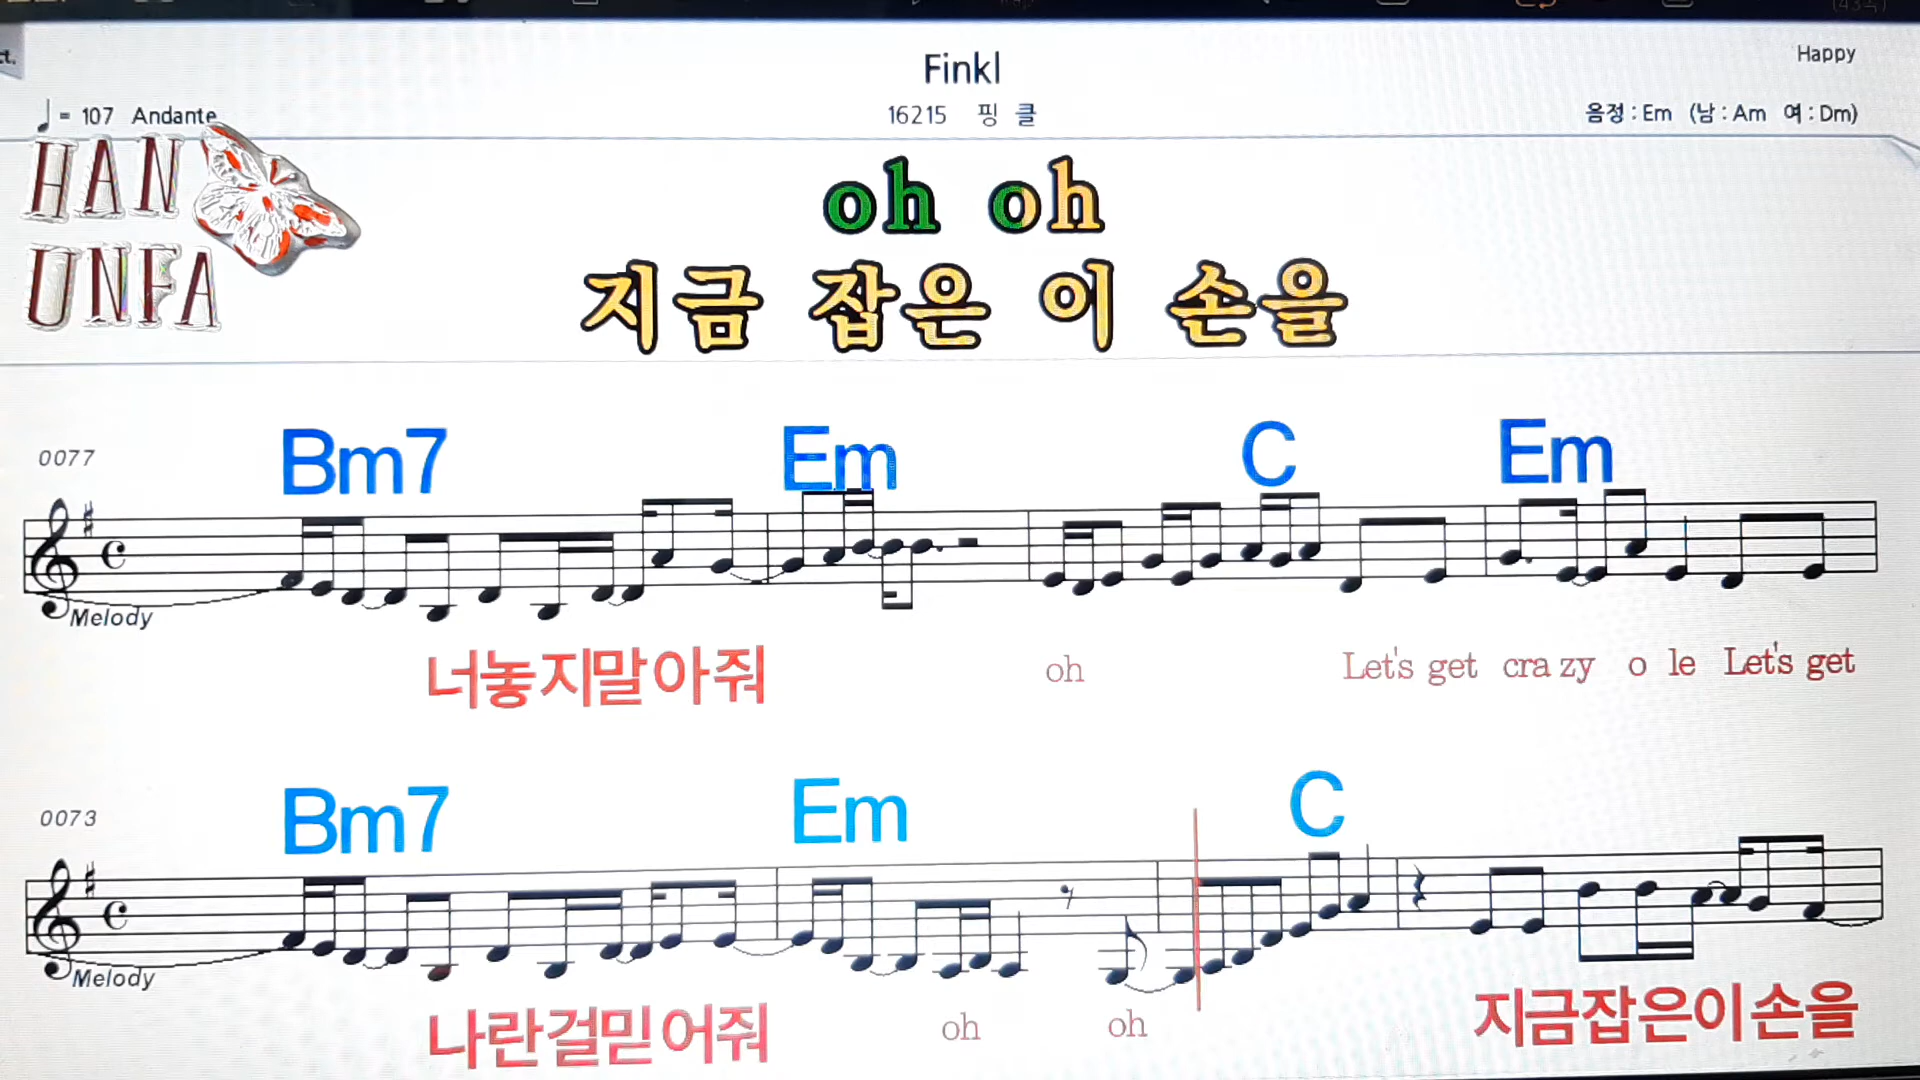 ct.
Finkl
Happy
= 107 Andante
16215 핑 클
음정 : Em (남 : Am 여 : Dm)
HAN
UNFA
oh oh
지금 잡은 이 손을
0077
Bm7 Em C Em
Melody
너놓지말아줘 oh Let's get cra zy o le Let's get
0073
Bm7 Em C
Melody
나란걸믿어줘 oh oh 지금잡은이손을